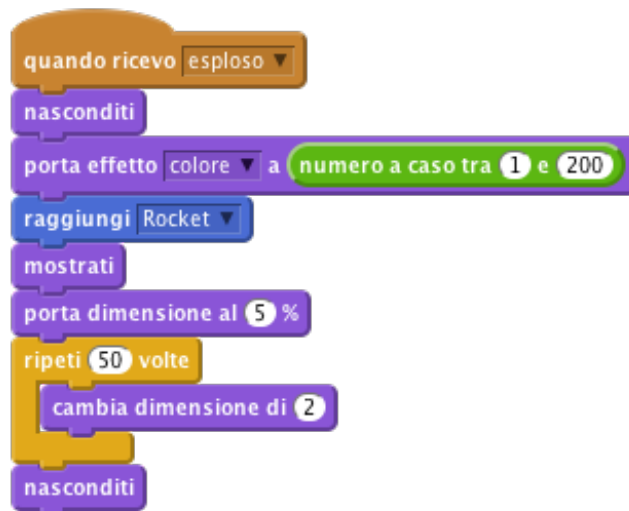 quando ricevo esploso
nasconditi
porta effetto colore a numero a caso tra 1 e 200
raggiungi Rocket
mostrati
porta dimensione al 5 %
ripeti 50 volte
cambia dimensione di 2
nasconditi